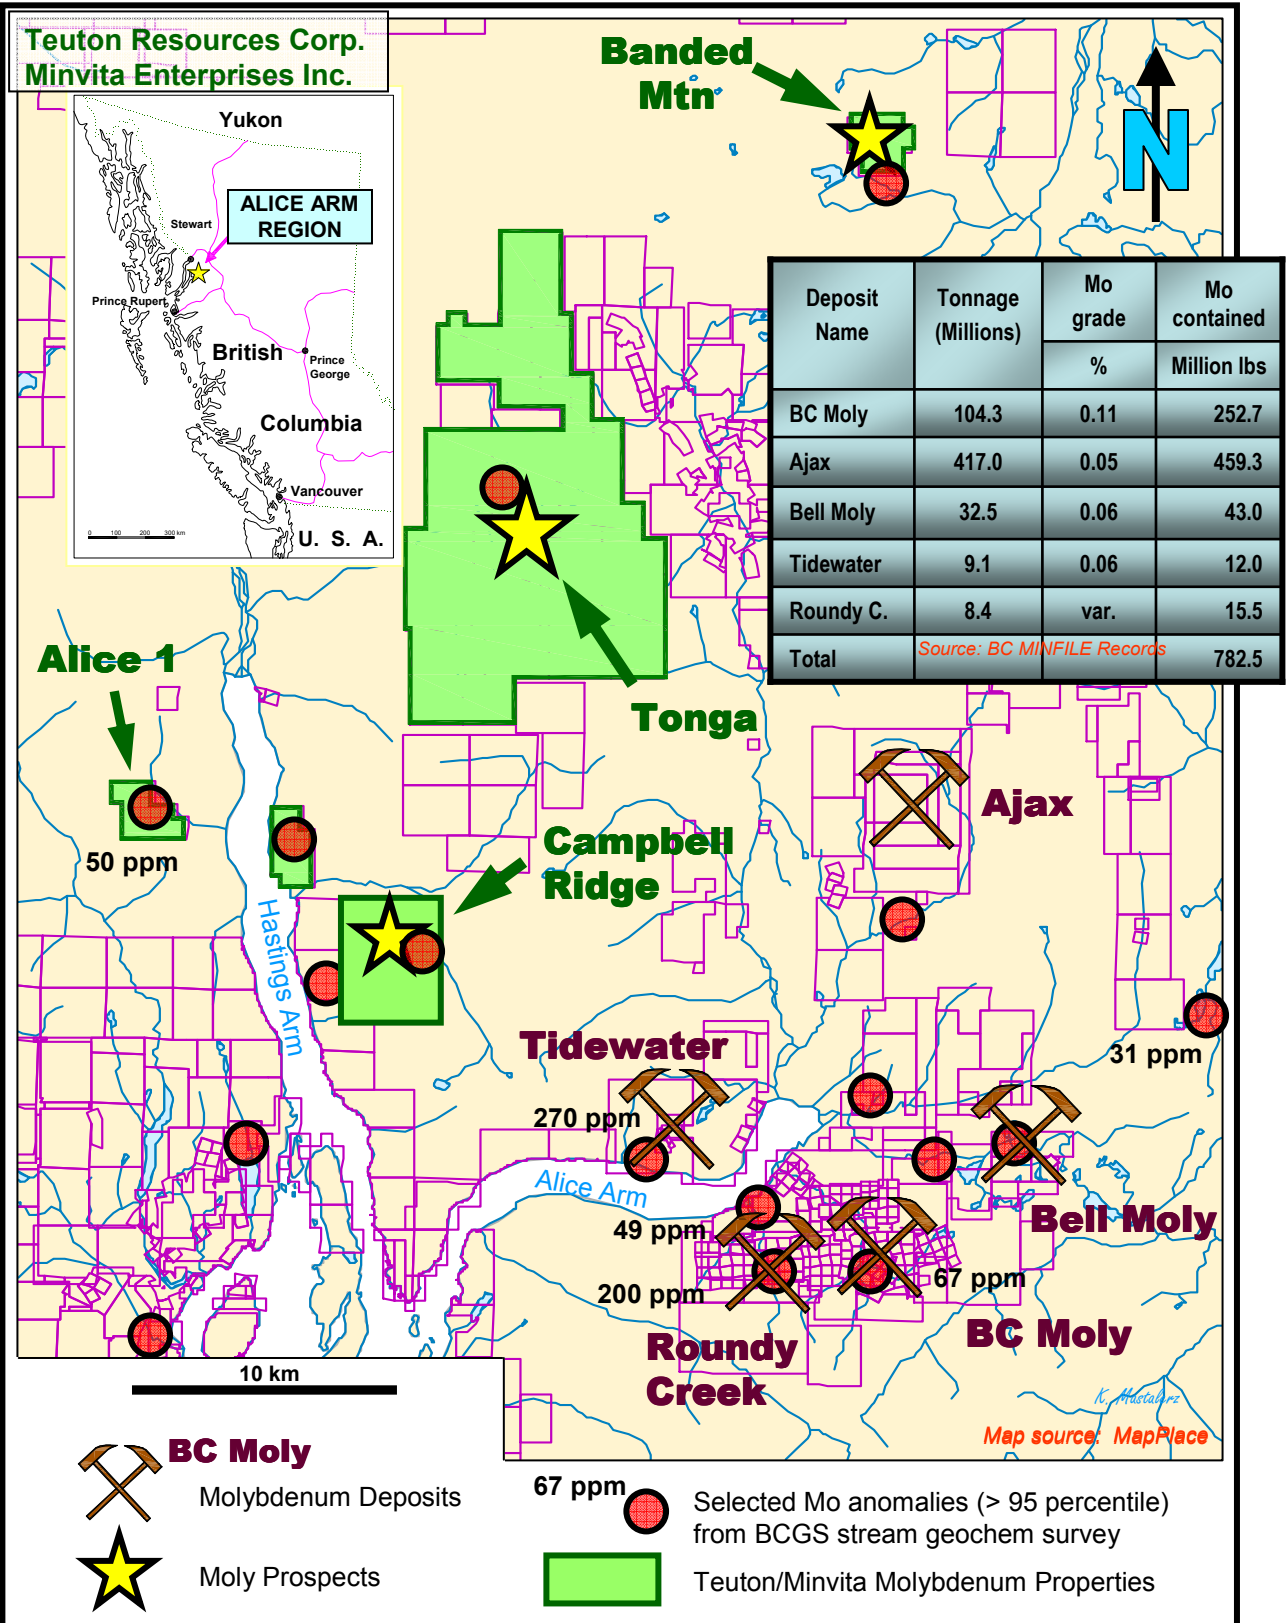 Teuton Resources Corp.
Minvita Enterprises Inc.
Yukon
Stewart
ALICE ARM
REGION
Prince Rupert
British
Prince
George
Columbia
Vancouver
U. S. A.
0 100 200 300 km
Banded
Mtn
N
Deposit
Name
Tonnage
(Millions)
Mo
grade
Mo
contained
% Million lbs
BC Moly 104.3 0.11 252.7
Ajax 417.0 0.05 459.3
Bell Moly 32.5 0.06 43.0
Tidewater 9.1 0.06 12.0
Roundy C. 8.4 var. 15.5
Source: BC MINFILE Records
Total 782.5
Alice 1
Tonga
Ajax
50 ppm
Campbell
Ridge
Hastings Arm
Tidewater
31 ppm
270 ppm
Alice Arm
49 ppm
Bell Moly
67 ppm
200 ppm
BC Moly
Roundy
Creek
10 km
K. Mastalerz
Map source: MapPlace
BC Moly
Molybdenum Deposits
67 ppm
Selected Mo anomalies (> 95 percentile)
from BCGS stream geochem survey
Moly Prospects
Teuton/Minvita Molybdenum Properties